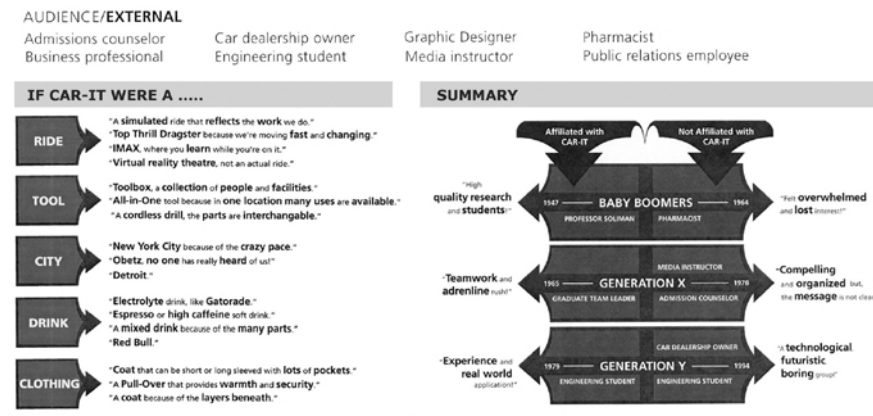 AUDIENCE/EXTERNAL
Admissions counselor Car dealership owner Graphic Designer Pharmacist
Business professional Engineering student Media instructor Public relations employee
IF CAR-IT WERE A .....
RIDE
"A simulated ride that reflects the work we do."
"Top Thrill Dragster because we're moving fast and changing."
"IMAX, where you learn while you're on it."
"Virtual reality theatre, not an actual ride."
TOOL
"Toolbox, a collection of people and facilities."
"All-in-One tool because in one location many uses are available."
"A cordless drill, the parts are interchangable."
CITY
"New York City because of the crazy pace."
"Obetz, no one has really heard of us!"
"Detroit."
DRINK
"Electrolyte drink, like Gatorade."
"Espresso or high caffeine soft drink."
"A mixed drink because of the many parts."
"Red Bull."
CLOTHING
"Coat that can be short or long sleeved with lots of pockets."
"A Pull-Over that provides warmth and security."
"A coat because of the layers beneath."
SUMMARY
Affiliated with
CAR-IT
Not Affiliated with
CAR-IT
"High
quality research
and students!"
1947 BABY BOOMERS 1964
PROFESSOR SOLIMAN PHARMACIST
"Felt overwhelmed
and lost interest!"
"Teamwork and
adrenline rush!"
MEDIA INSTRUCTOR
1965 GENERATION X 1978
GRADUATE TEAM LEADER ADMISSION COUNSELOR
"Compelling
and organized but,
the message is not clear
"Experience and
real world
application!"
CAR DEALERSHIP OWNER
1979 GENERATION Y 1994
ENGINEERING STUDENT ENGINEERING STUDENT
"A technological
futuristic
boring group!"